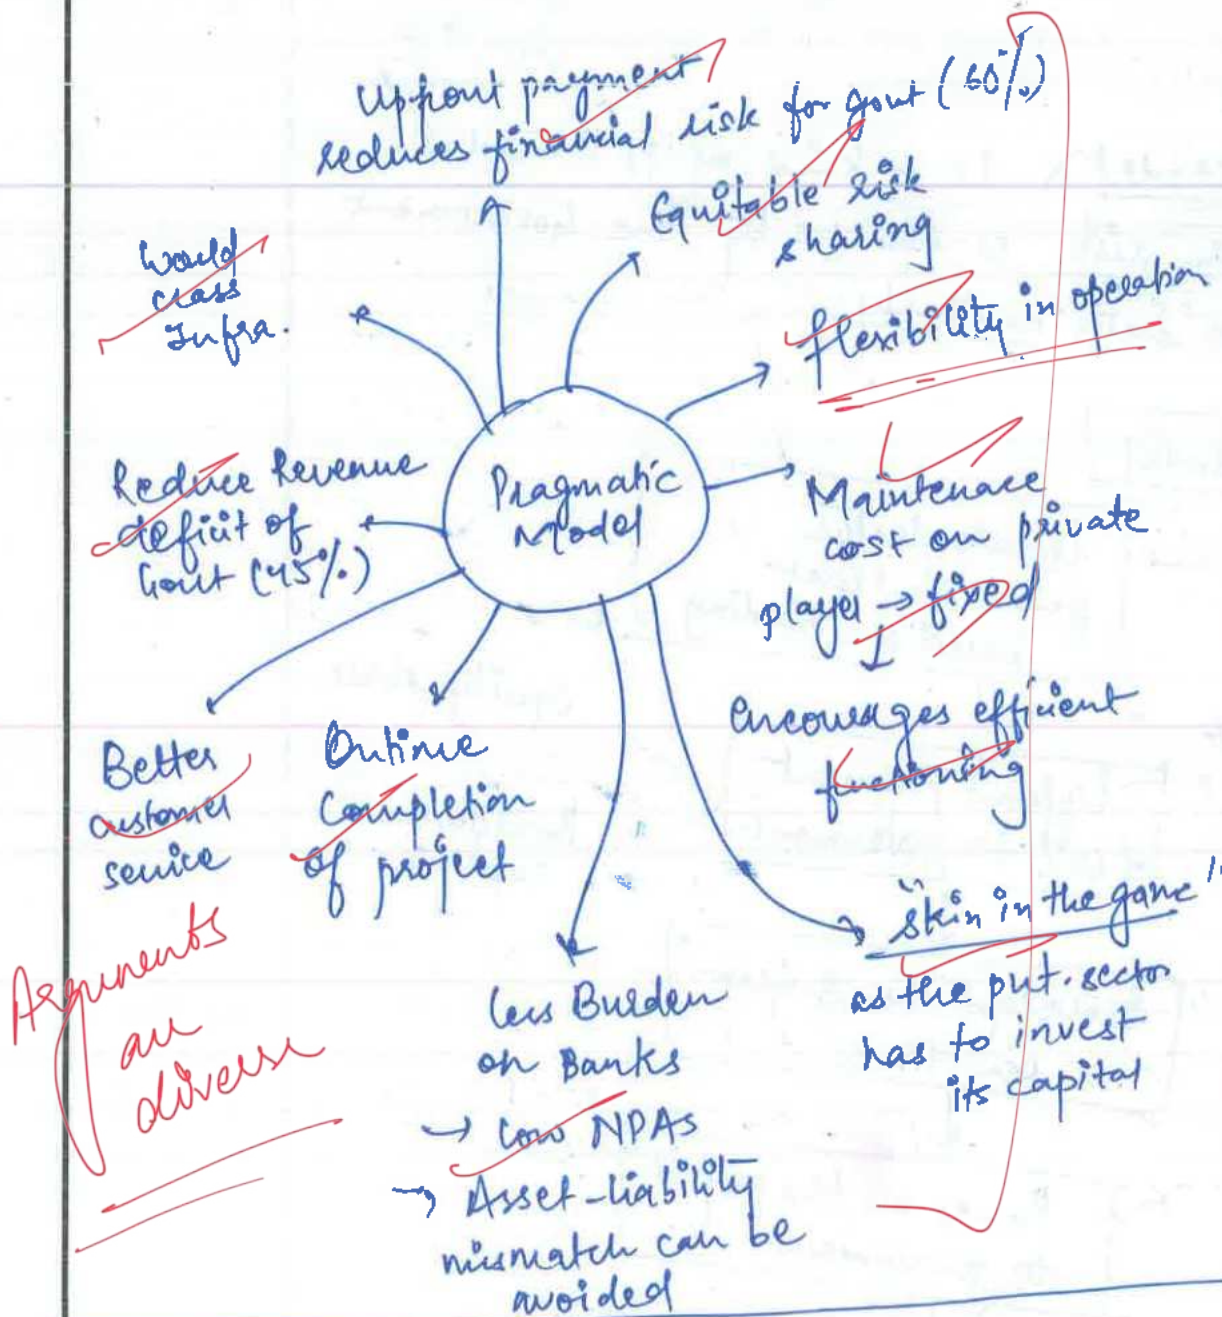 Upfront payment
reduces financial risk for govt (60%)
Equitable risk
sharing
flexibility in operation
Maintenace
cost on private
player → fixed
↓
encourages efficient
functioning
"skin in the game"
as the pvt. sector
has to invest
its capital
less Burden
on Banks
→ low NPAs
→ Asset-liability
mismatch can be
avoided
Ontime
Completion
of project
Better
customer
service
Reduce Revenue
deficit of
Govt (45%)
World
class
Infra.
Pragmatic
Model
Arguments
are
diverse